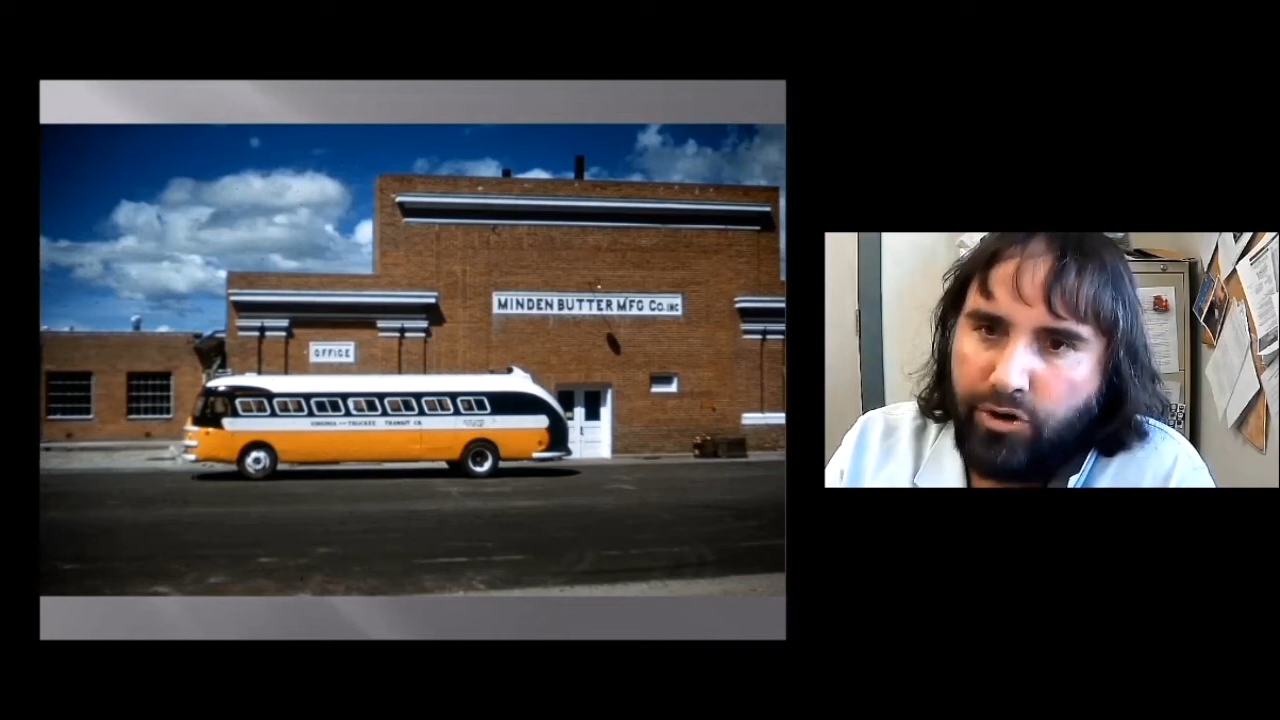 MINDEN BUTTER MFG CO. INC
OFFICE
VIRGINIA AND TRUCKEE TRANSIT CO.